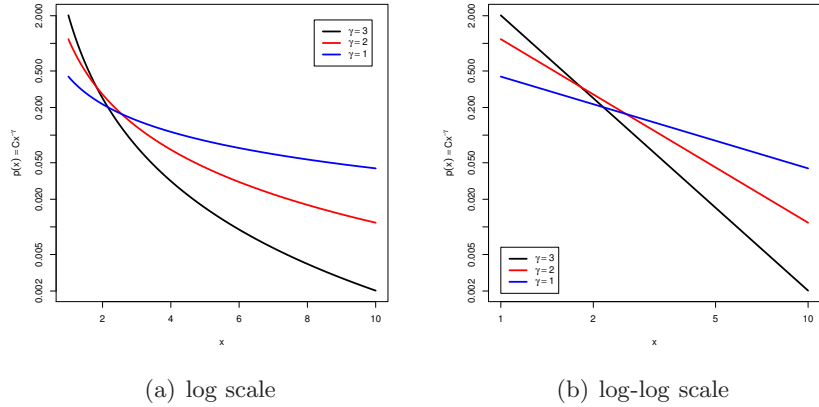 2.000
0.500
0.200
0.050
0.020
0.005
0.002
p(x) = Cx^-γ
γ = 3
γ = 2
γ = 1
2 4 6 8 10
x
(a) log scale
2.000
0.500
0.200
0.050
0.020
0.005
0.002
p(x) = Cx^-γ
γ = 3
γ = 2
γ = 1
1 2 5 10
x
(b) log-log scale